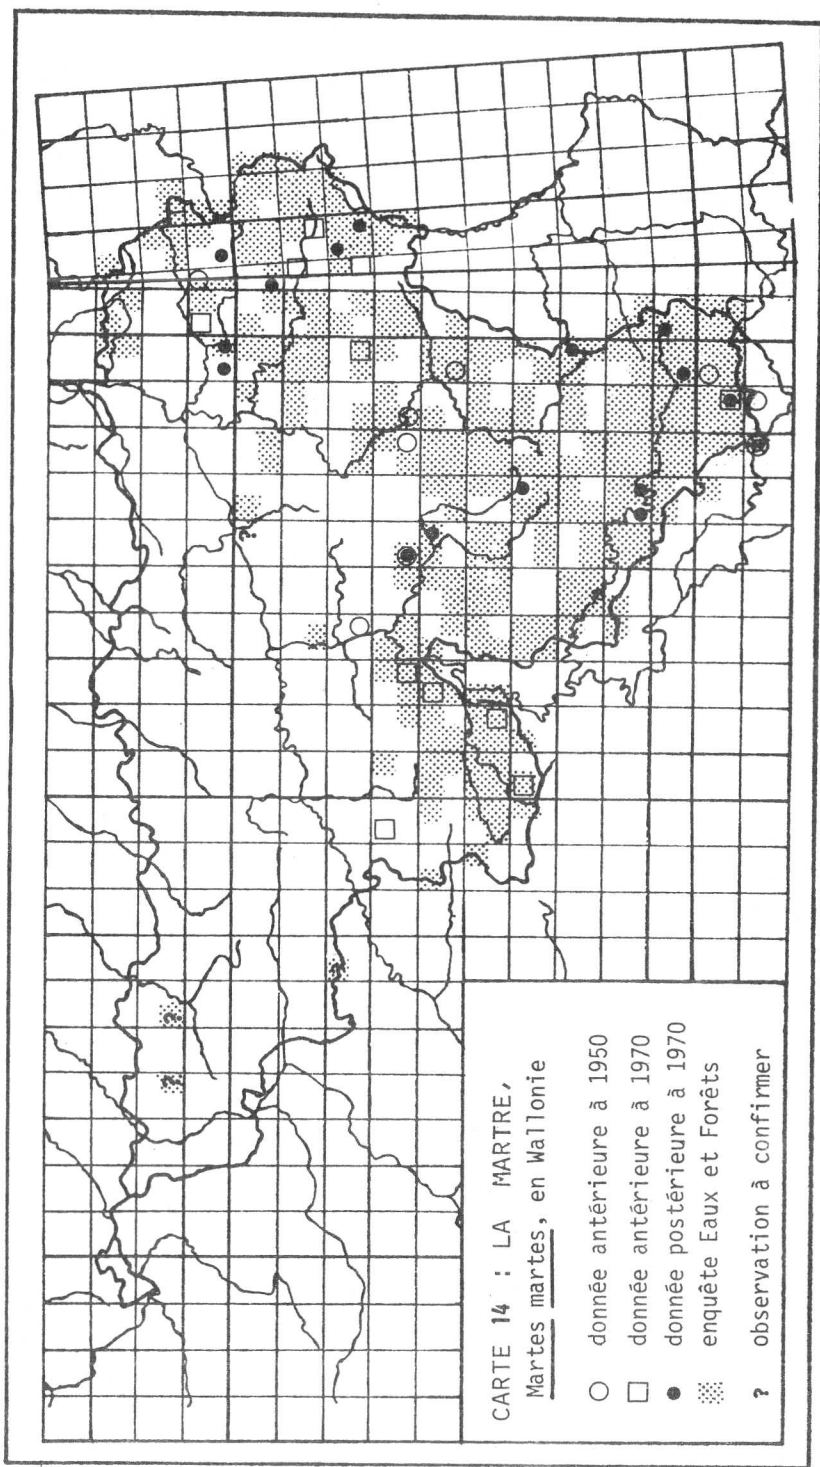 CARTE 14 : LA MARTRE,
Martes martes, en Wallonie
○ donnée antérieure à 1950
□ donnée antérieure à 1970
● donnée postérieure à 1970
enquête Eaux et Forêts
? observation à confirmer
?
?
?
?